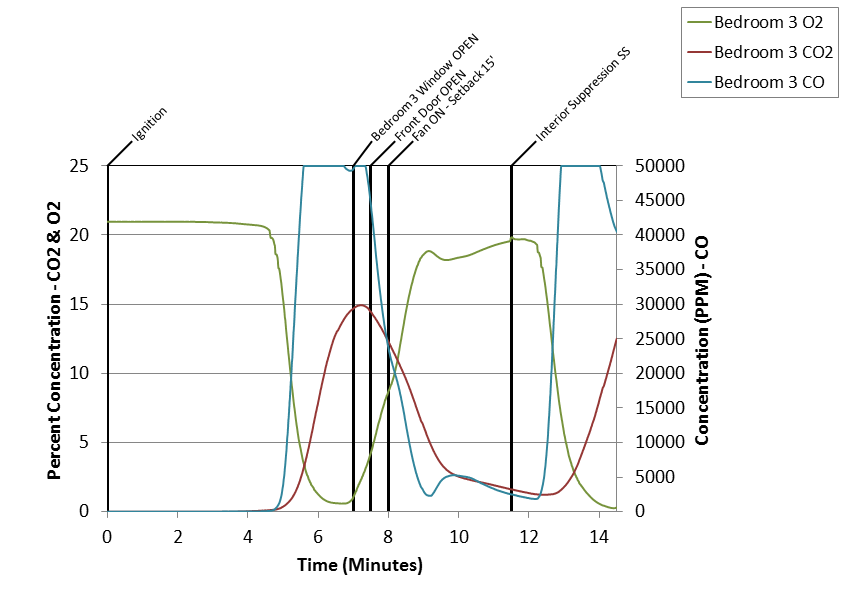 Bedroom 3 O2
Bedroom 3 CO2
Bedroom 3 CO
Ignition
Bedroom 3 Window OPEN
Front Door OPEN
Fan ON - Setback 15'
Interior Suppression SS
25
20
15
10
5
0
Percent Concentration - CO2 & O2
50000
45000
40000
35000
30000
25000
20000
15000
10000
5000
0
Concentration (PPM) - CO
0 2 4 6 8 10 12 14
Time (Minutes)